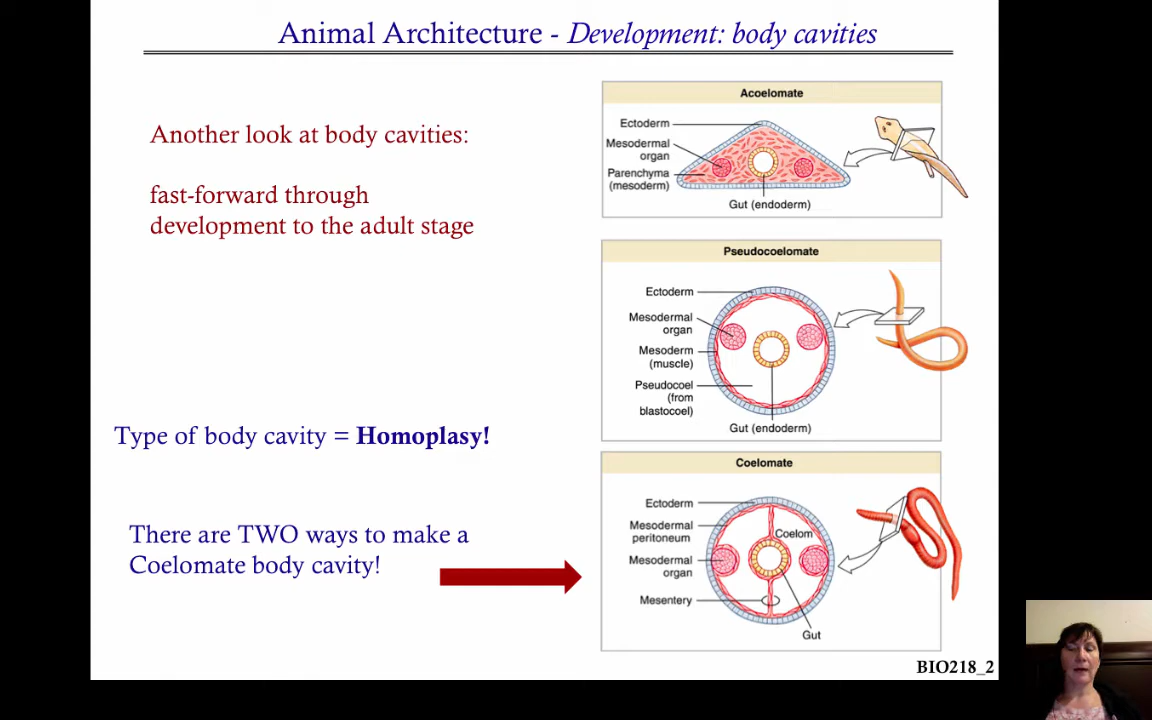 Animal Architecture - Development: body cavities
Another look at body cavities:
fast-forward through
development to the adult stage
Type of body cavity = Homoplasy!
There are TWO ways to make a
Coelomate body cavity!
Acoelomate
Ectoderm
Mesodermal
organ
Parenchyma
(mesoderm)
Gut (endoderm)
Pseudocoelomate
Ectoderm
Mesodermal
organ
Mesoderm
(muscle)
Pseudocoel
(from
blastocoel)
Gut (endoderm)
Coelomate
Ectoderm
Mesodermal
peritoneum
Coelom
Mesodermal
organ
Mesentery
Gut
BIO218_2